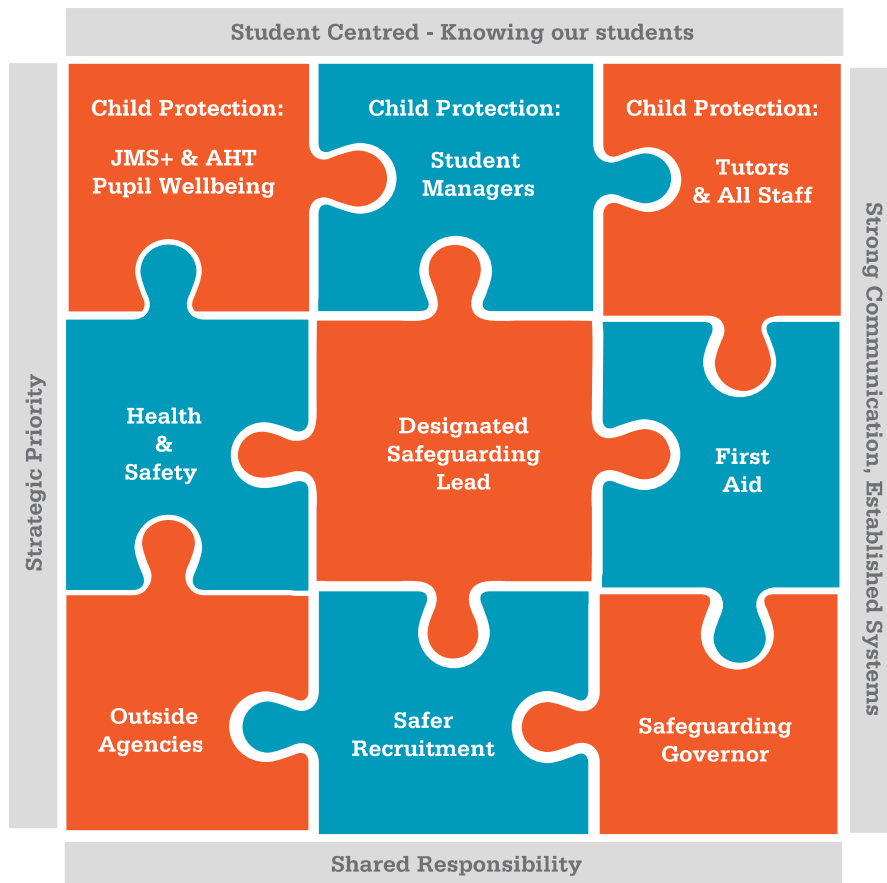 Student Centred - Knowing our students
Child Protection:
JMS+ & AHT
Pupil Wellbeing
Child Protection:
Student
Managers
Child Protection:
Tutors
& All Staff
Strategic Priority
Health
&
Safety
Designated
Safeguarding
Lead
First
Aid
Strong Communication, Established Systems
Outside
Agencies
Safer
Recruitment
Safeguarding
Governor
Shared Responsibility